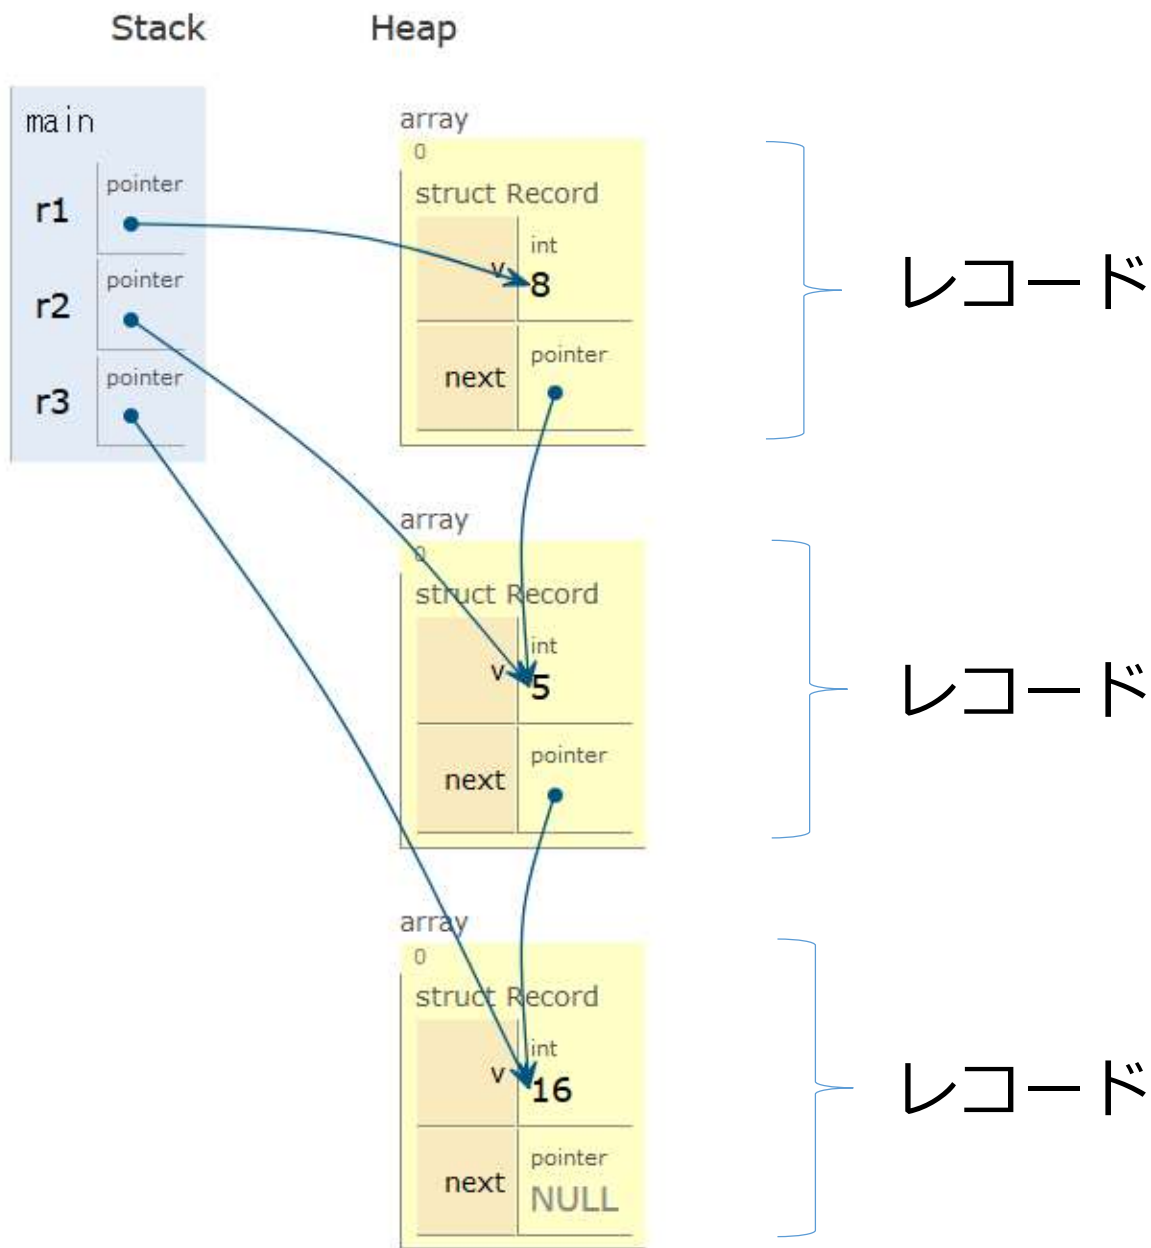 Stack Heap
main
r1 pointer
r2 pointer
r3 pointer
array
0
struct Record
v int 8
next pointer
レコード
array
0
struct Record
v int 5
next pointer
レコード
array
0
struct Record
v int 16
next pointer NULL
レコード